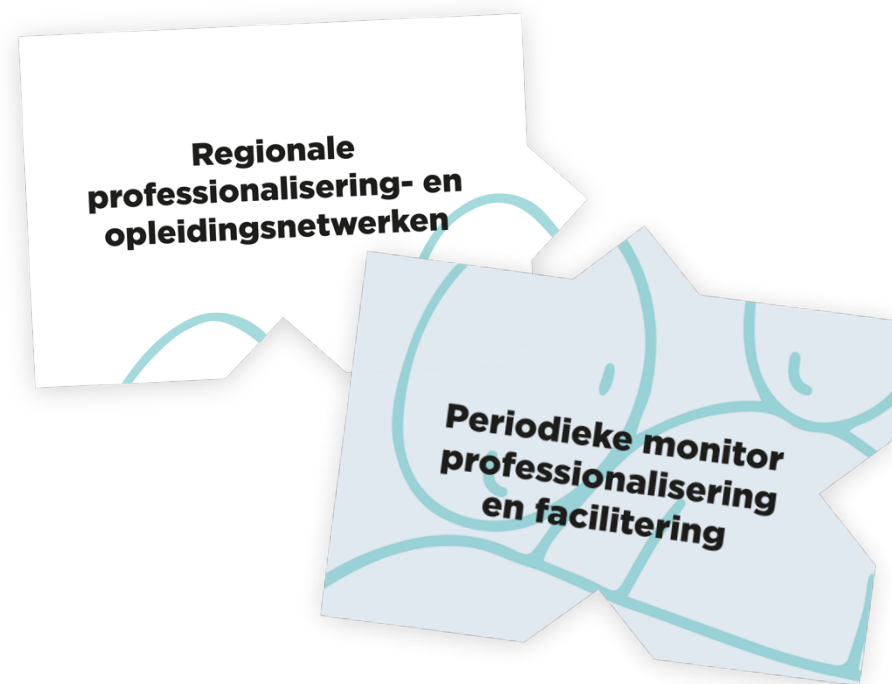 Regionale
professionalisering- en
opleidingsnetwerken
Periodieke monitor
professionalisering
en facilitering